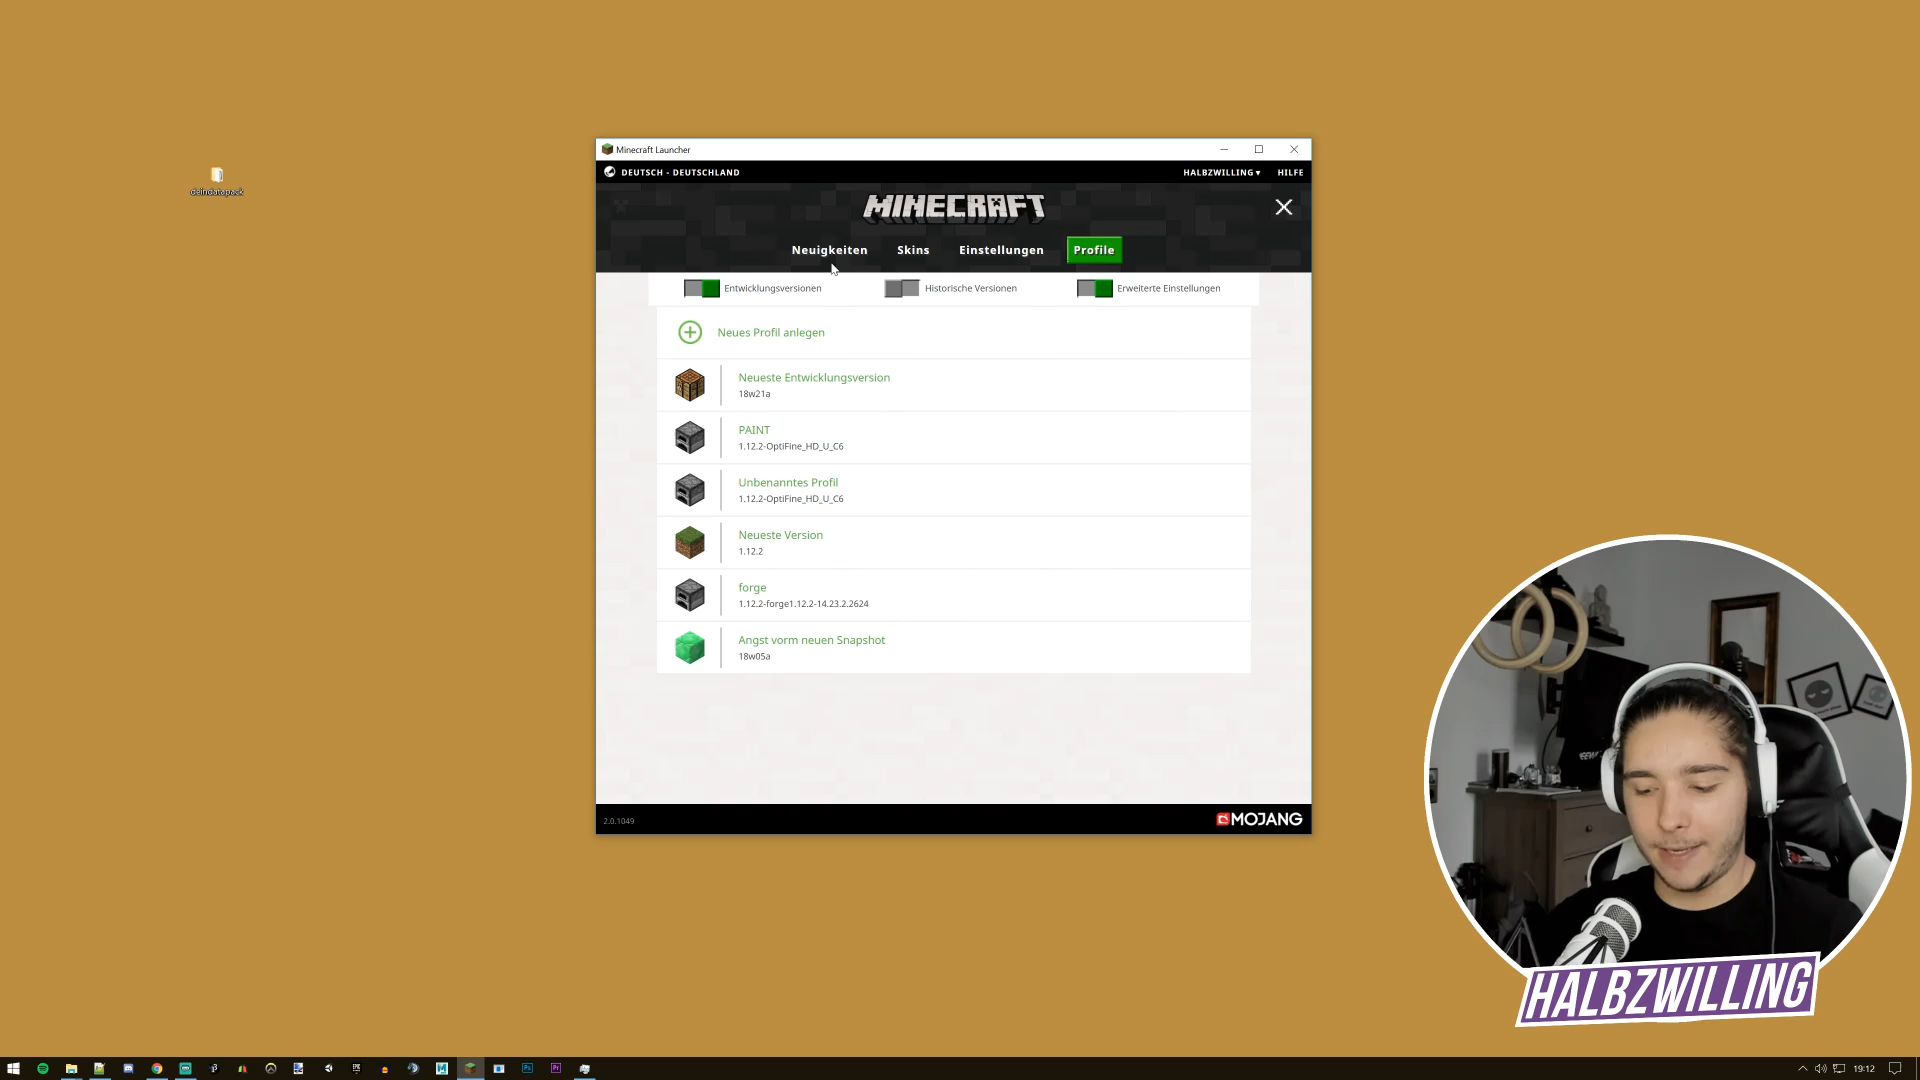 deindatapack
Minecraft Launcher
DEUTSCH - DEUTSCHLAND
HALBZWILLING
HILFE
MINECRAFT
Neuigkeiten
Skins
Einstellungen
Profile
Entwicklungsversionen
Historische Versionen
Erweiterte Einstellungen
Neues Profil anlegen
Neueste Entwicklungsversion
18w21a
PAINT
1.12.2-OptiFine_HD_U_C6
Unbenanntes Profil
1.12.2-OptiFine_HD_U_C6
Neueste Version
1.12.2
forge
1.12.2-forge1.12.2-14.23.2.2624
Angst vorm neuen Snapshot
18w05a
2.0.1049
MOJANG
HALBZWILLING
19:12